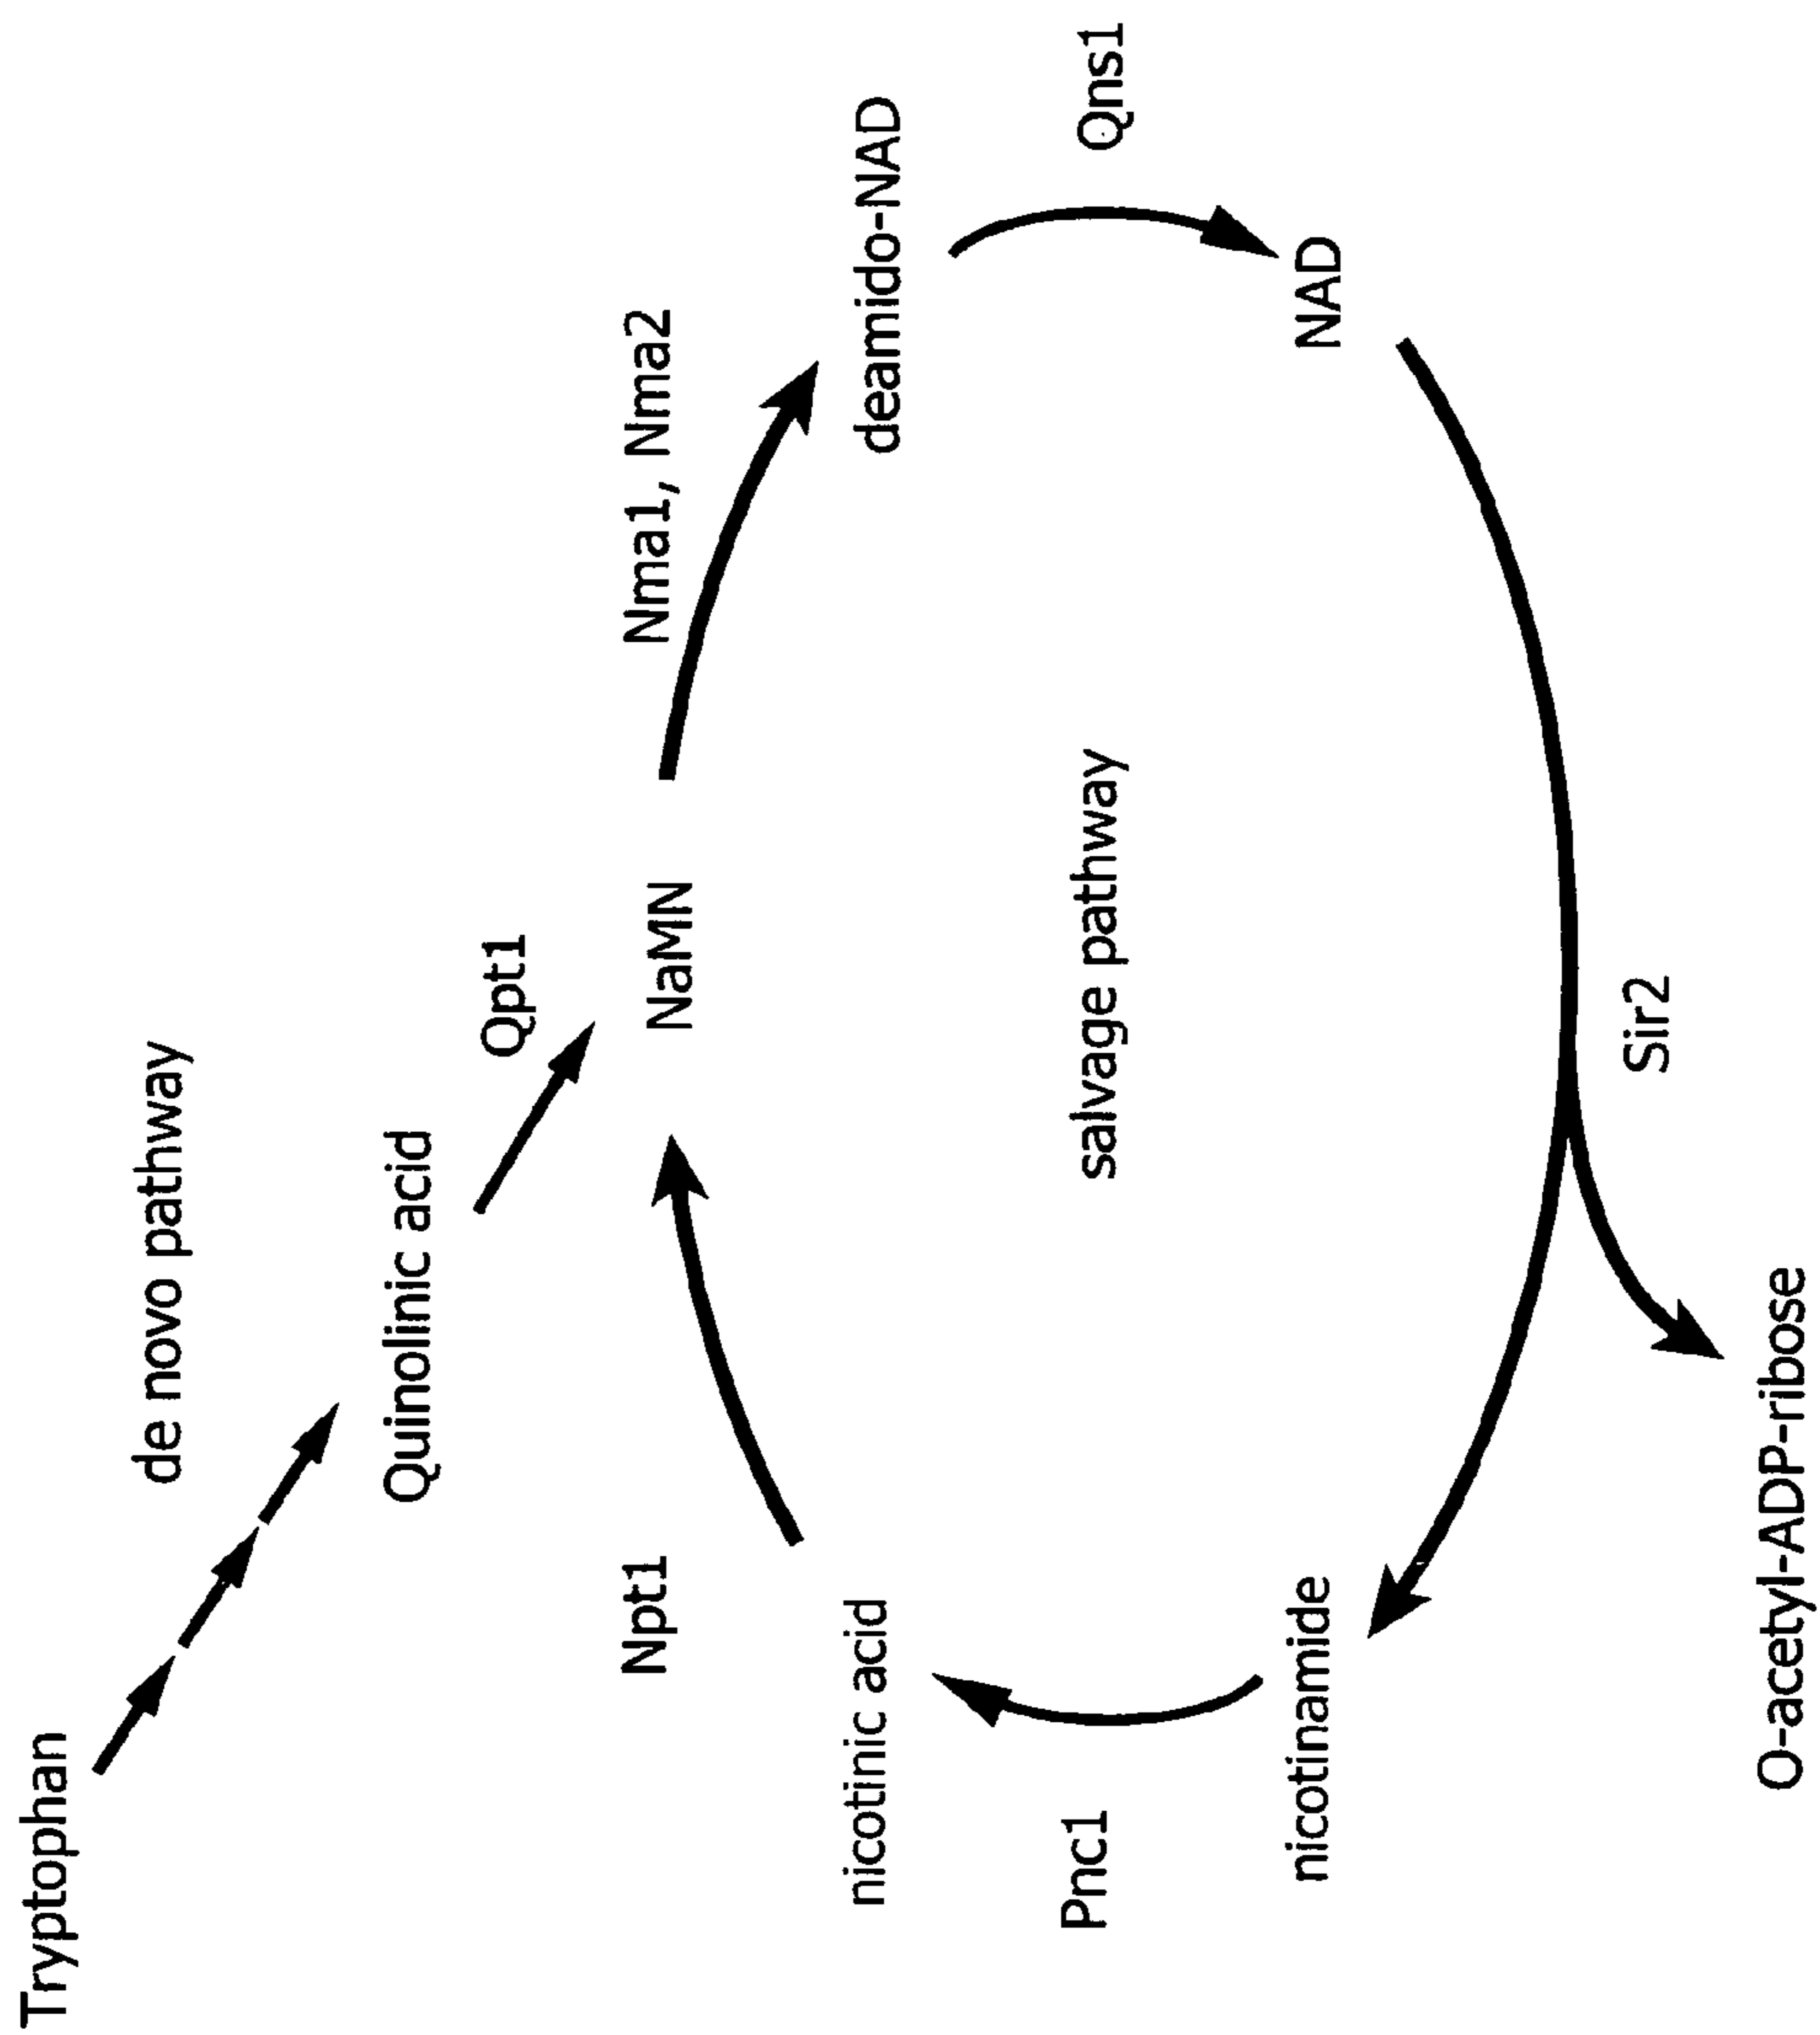 Tryptophan
de novo pathway
Quinolinic acid
Qpt1
Npt1
NaMN
Nma1, Nma2
nicotinic acid
deamido-NAD
Pnc1
salvage pathway
Qns1
nicotinamide
NAD
Sir2
O-acetyl-ADP-ribose